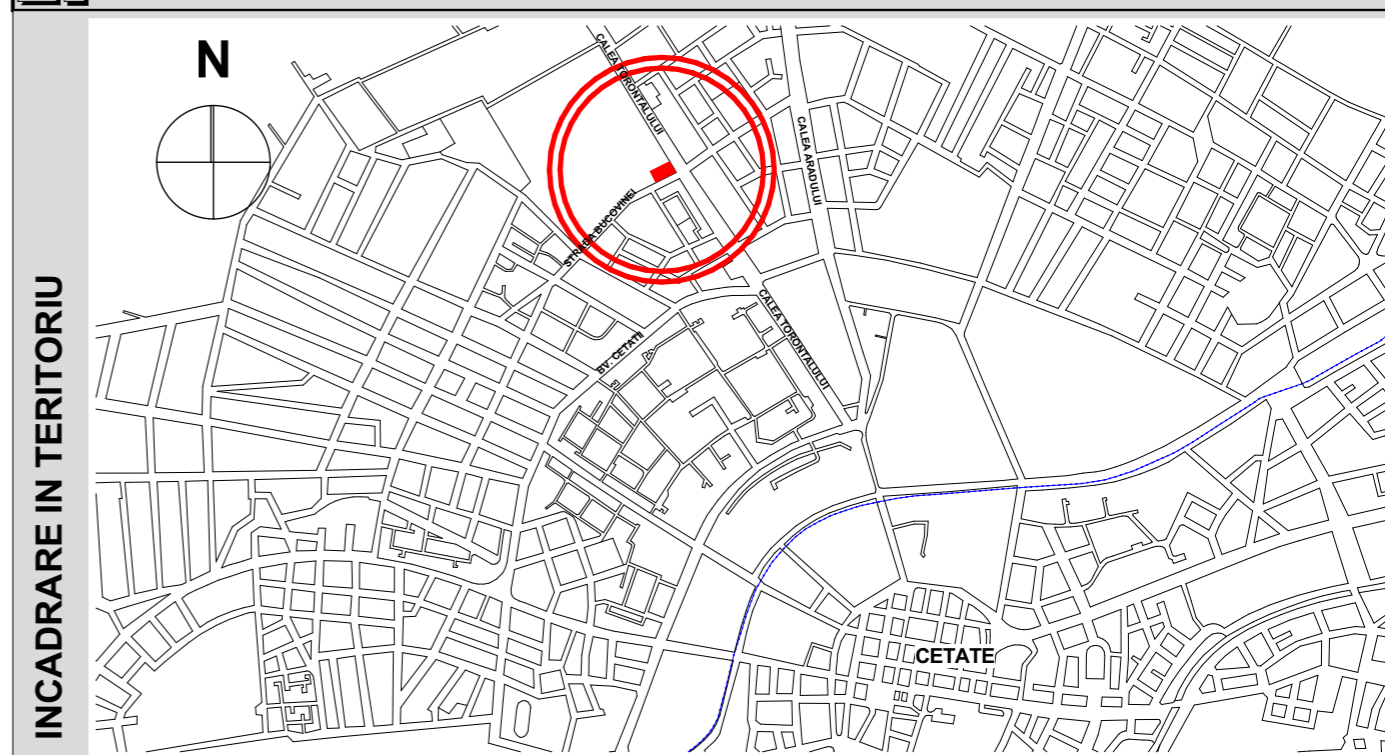 N
INCADRARE IN TERITORIU
CALEA TORONTALULUI
CALEA ARADULUI
STRADA BUCOVINEI
CALEA TORONTALULUI
BV. CETATII
CETATE